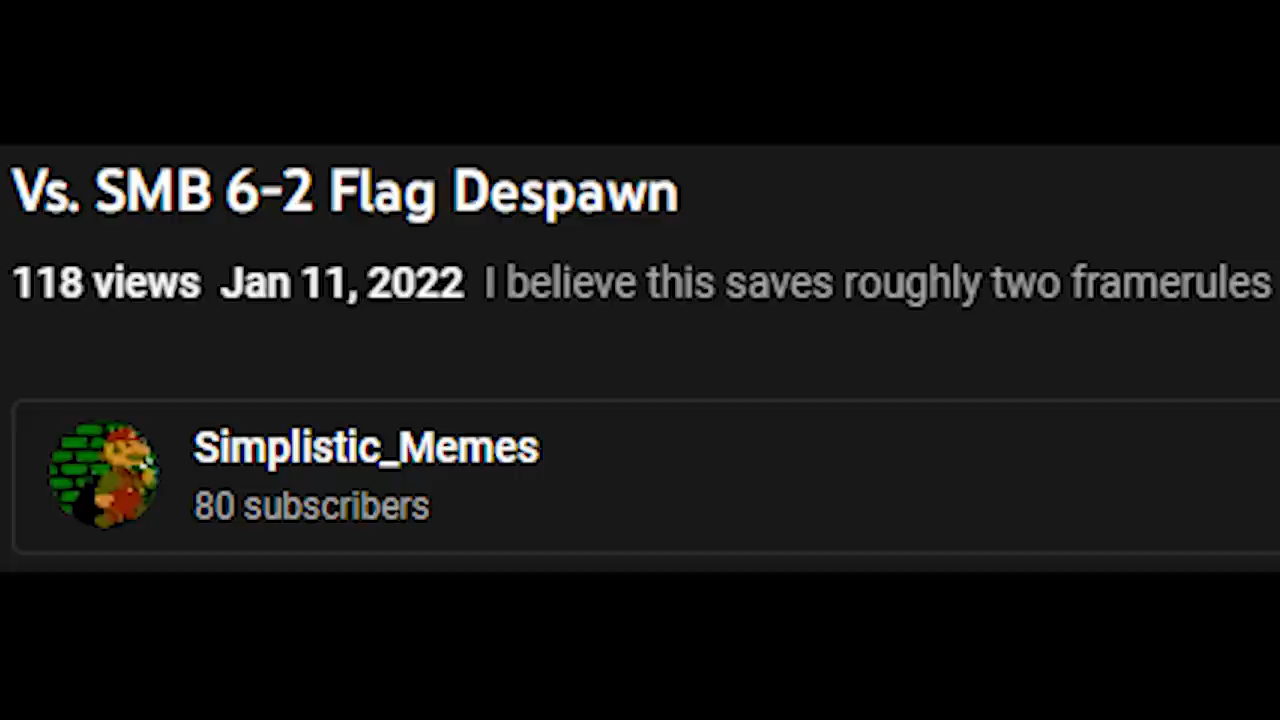 Vs. SMB 6-2 Flag Despawn
118 views Jan 11, 2022 I believe this saves roughly two framerules
Simplistic_Memes
80 subscribers